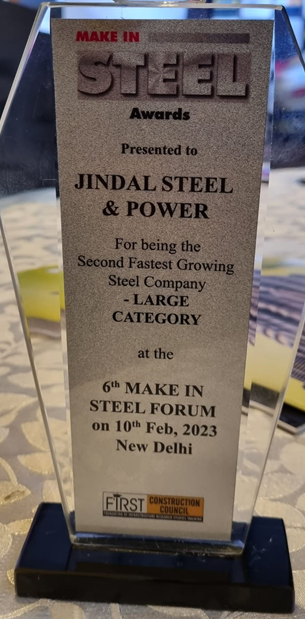 MAKE IN
STEEL
Awards
Presented to
JINDAL STEEL
& POWER
For being the
Second Fastest Growing
Steel Company
- LARGE
CATEGORY
at the
6th MAKE IN
STEEL FORUM
on 10th Feb, 2023
New Delhi
FIRST CONSTRUCTION
COUNCIL